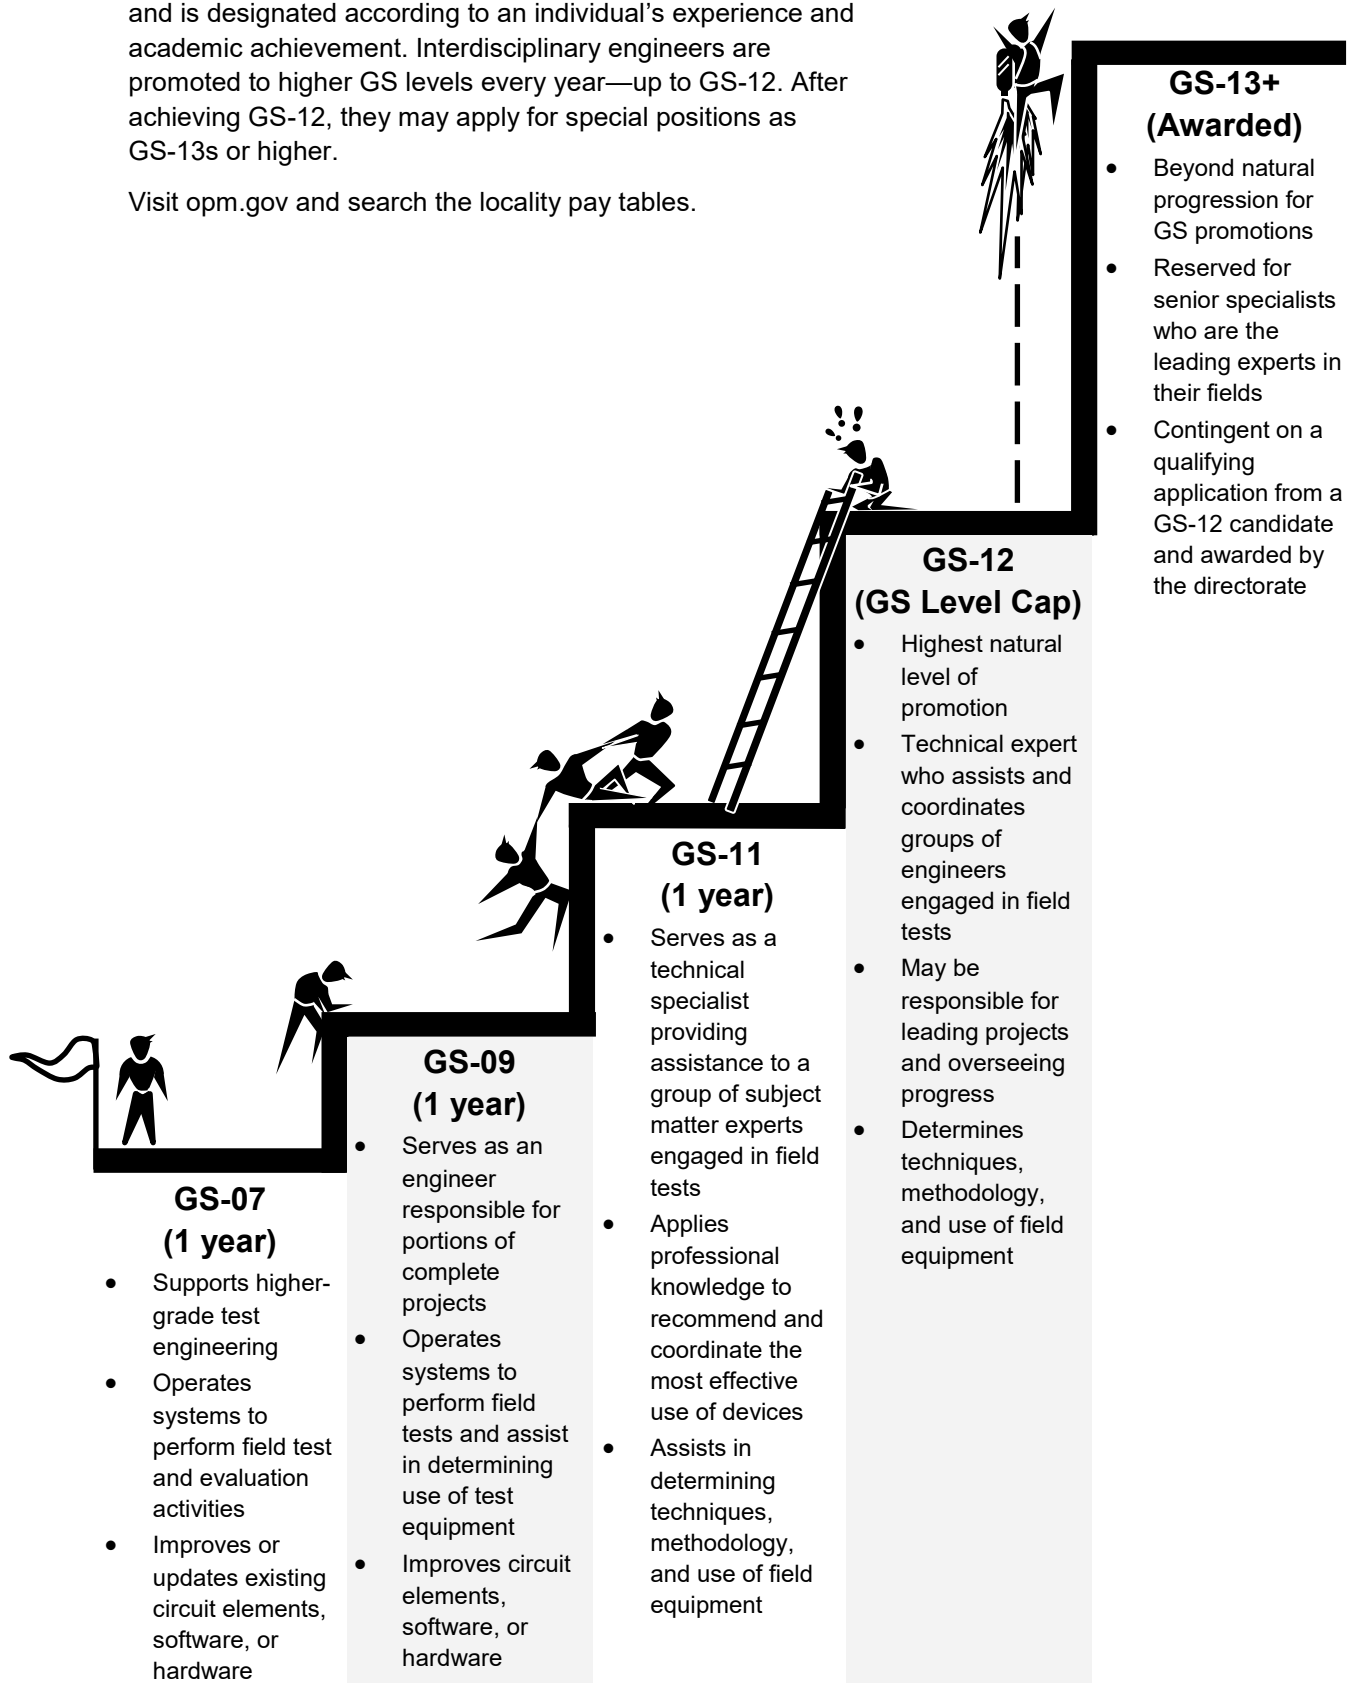 and is designated according to an individual’s experience and
academic achievement. Interdisciplinary engineers are
promoted to higher GS levels every year—up to GS-12. After
achieving GS-12, they may apply for special positions as
GS-13s or higher.
Visit opm.gov and search the locality pay tables.
GS-07
(1 year)
• Supports higher-
grade test
engineering
• Operates
systems to
perform field test
and evaluation
activities
• Improves or
updates existing
circuit elements,
software, or
hardware
GS-09
(1 year)
• Serves as an
engineer
responsible for
portions of
complete
projects
• Operates
systems to
perform field
tests and assist
in determining
use of test
equipment
• Improves circuit
elements,
software, or
hardware
GS-11
(1 year)
• Serves as a
technical
specialist
providing
assistance to a
group of subject
matter experts
engaged in field
tests
• Applies
professional
knowledge to
recommend and
coordinate the
most effective
use of devices
• Assists in
determining
techniques,
methodology,
and use of field
equipment
GS-12
(GS Level Cap)
• Highest natural
level of
promotion
• Technical expert
who assists and
coordinates
groups of
engineers
engaged in field
tests
• May be
responsible for
leading projects
and overseeing
progress
• Determines
techniques,
methodology,
and use of field
equipment
GS-13+
(Awarded)
• Beyond natural
progression for
GS promotions
• Reserved for
senior specialists
who are the
leading experts in
their fields
• Contingent on a
qualifying
application from a
GS-12 candidate
and awarded by
the directorate